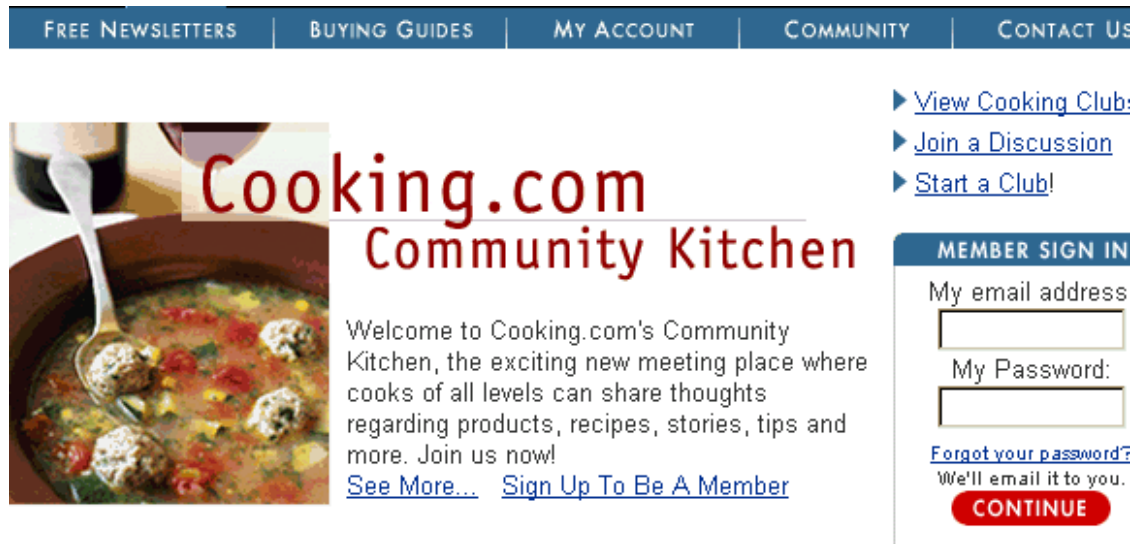 FREE NEWSLETTERS
BUYING GUIDES
MY ACCOUNT
COMMUNITY
CONTACT US
View Cooking Clubs
Join a Discussion
Start a Club!
Cooking.com
Community Kitchen
Welcome to Cooking.com's Community
Kitchen, the exciting new meeting place where
cooks of all levels can share thoughts
regarding products, recipes, stories, tips and
more. Join us now!
See More... Sign Up To Be A Member
MEMBER SIGN IN
My email address
My Password:
Forgot your password?
We'll email it to you.
CONTINUE